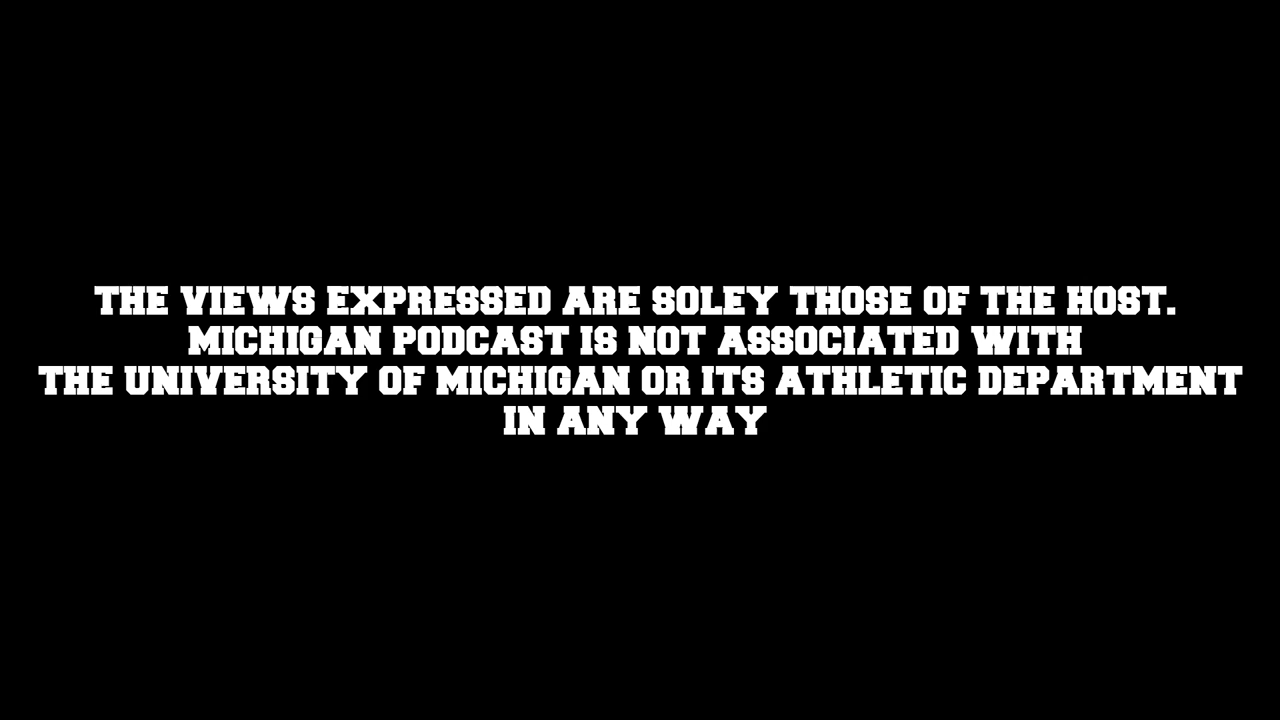 THE VIEWS EXPRESSED ARE SOLEY THOSE OF THE HOST.
MICHIGAN PODCAST IS NOT ASSOCIATED WITH
THE UNIVERSITY OF MICHIGAN OR ITS ATHLETIC DEPARTMENT
IN ANY WAY